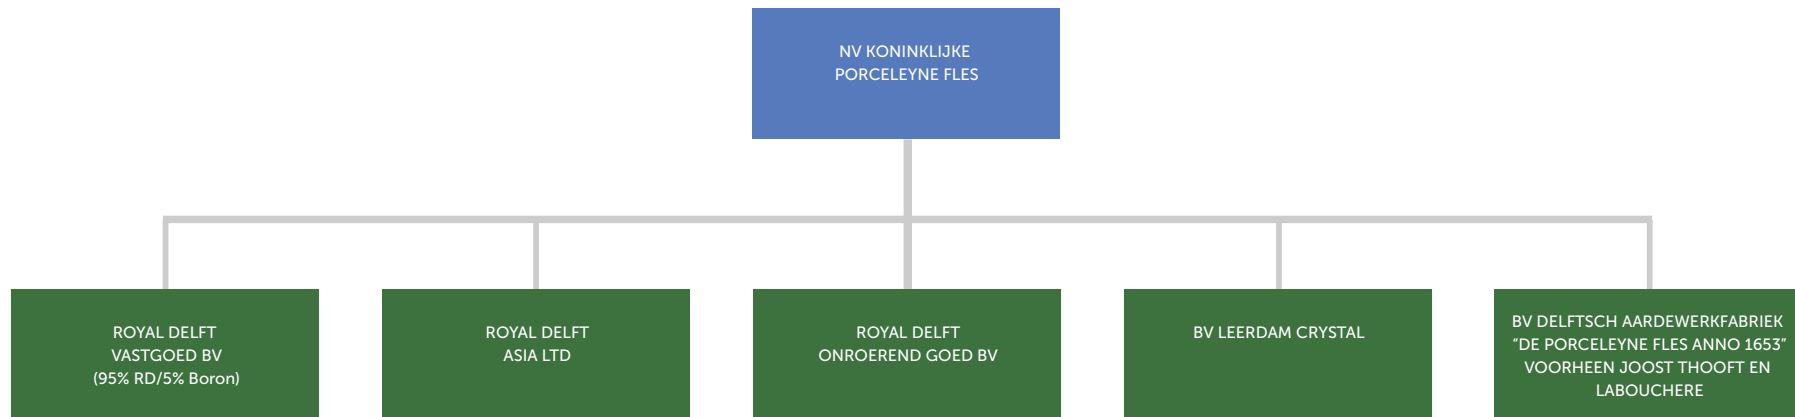 NV KONINKLIJKE
PORCELEYNE FLES
ROYAL DELFT
VASTGOED BV
(95% RD/5% Boron)
ROYAL DELFT
ASIA LTD
ROYAL DELFT
ONROEREND GOED BV
BV LEERDAM CRYSTAL
BV DELFTSCH AARDEWERKFABRIEK
“DE PORCELEYNE FLES ANNO 1653”
VOORHEEN JOOST THOOFT EN
LABOUCHERE